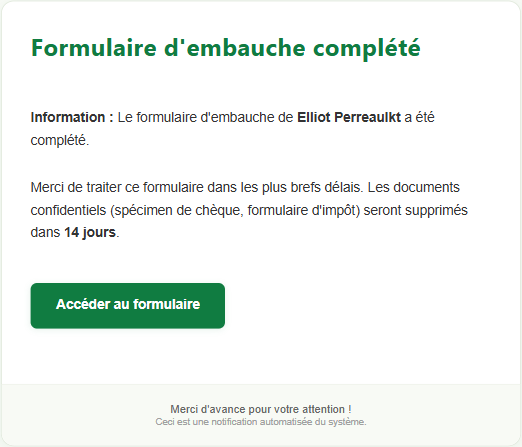 Formulaire d'embauche complété
Information : Le formulaire d'embauche de Elliot Perreaulkt a été
complété.
Merci de traiter ce formulaire dans les plus brefs délais. Les documents
confidentiels (spécimen de chèque, formulaire d'impôt) seront supprimés
dans 14 jours.
Accéder au formulaire
Merci d'avance pour votre attention !
Ceci est une notification automatisée du système.